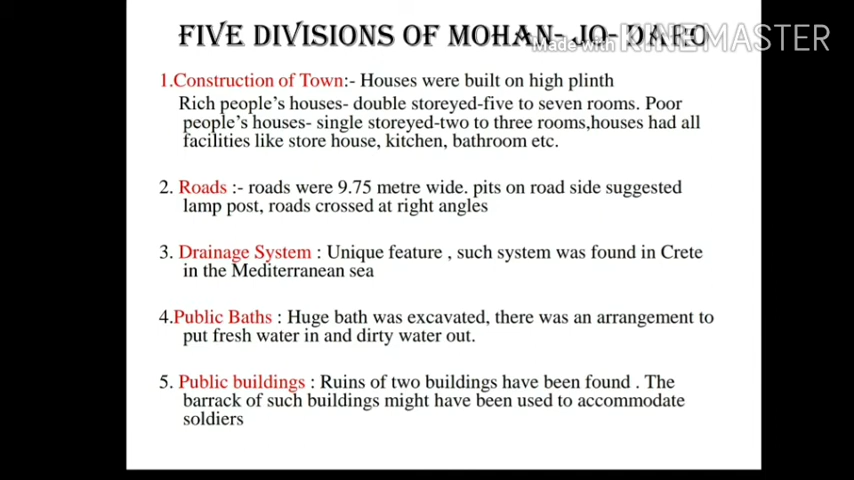 FIVE DIVISIONS OF MOHAN- JO- DARO
Made with KINEMASTER
1.Construction of Town:- Houses were built on high plinth
Rich people's houses- double storeyed-five to seven rooms. Poor
people's houses- single storeyed-two to three rooms,houses had all
facilities like store house, kitchen, bathroom etc.
2. Roads :- roads were 9.75 metre wide. pits on road side suggested
lamp post, roads crossed at right angles
3. Drainage System : Unique feature , such system was found in Crete
in the Mediterranean sea
4.Public Baths : Huge bath was excavated, there was an arrangement to
put fresh water in and dirty water out.
5. Public buildings : Ruins of two buildings have been found . The
barrack of such buildings might have been used to accommodate
soldiers